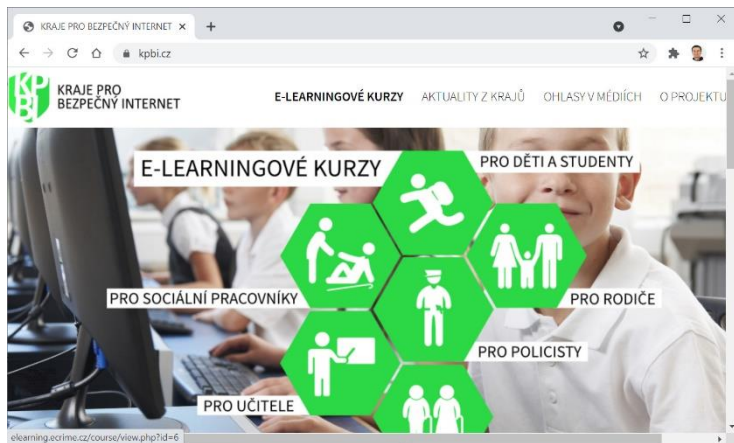 KRAJE PRO BEZPEČNÝ INTERNET
kpbi.cz
KP
BI
KRAJE PRO
BEZPEČNÝ INTERNET
E-LEARNINGOVÉ KURZY AKTUALITY Z KRAJŮ OHLASY V MÉDIÍCH O PROJEKTU
E-LEARNINGOVÉ KURZY
PRO DĚTI A STUDENTY
PRO SOCIÁLNÍ PRACOVNÍKY
PRO RODIČE
PRO POLICISTY
PRO UČITELE
elearning.ecrime.cz/course/view.php?id=6